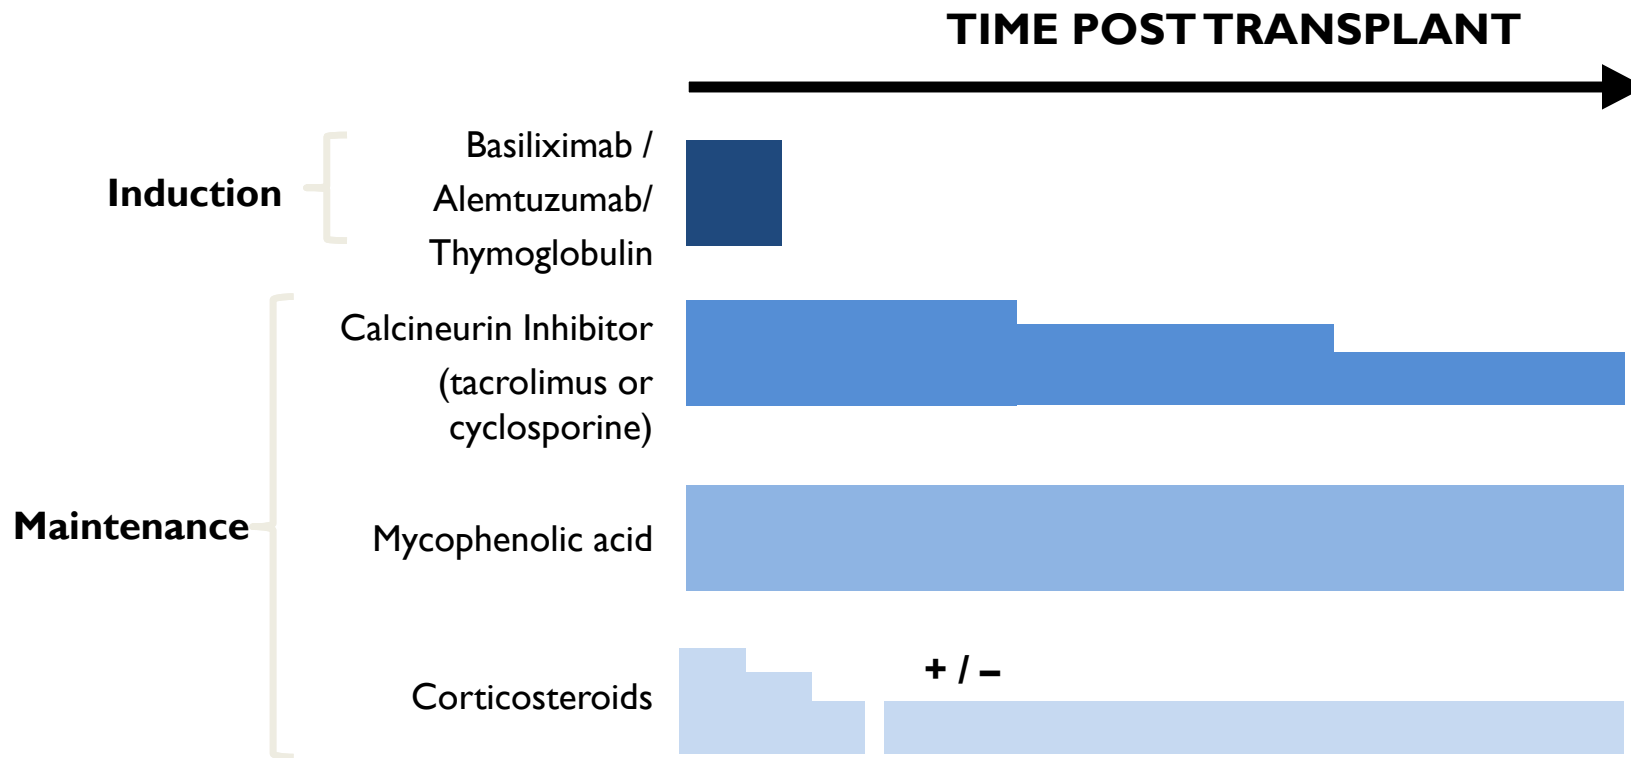 TIME POST TRANSPLANT
Induction
Basiliximab /
Alemtuzumab/
Thymoglobulin
Maintenance
Calcineurin Inhibitor
(tacrolimus or
cyclosporine)
Mycophenolic acid
Corticosteroids
+ / –